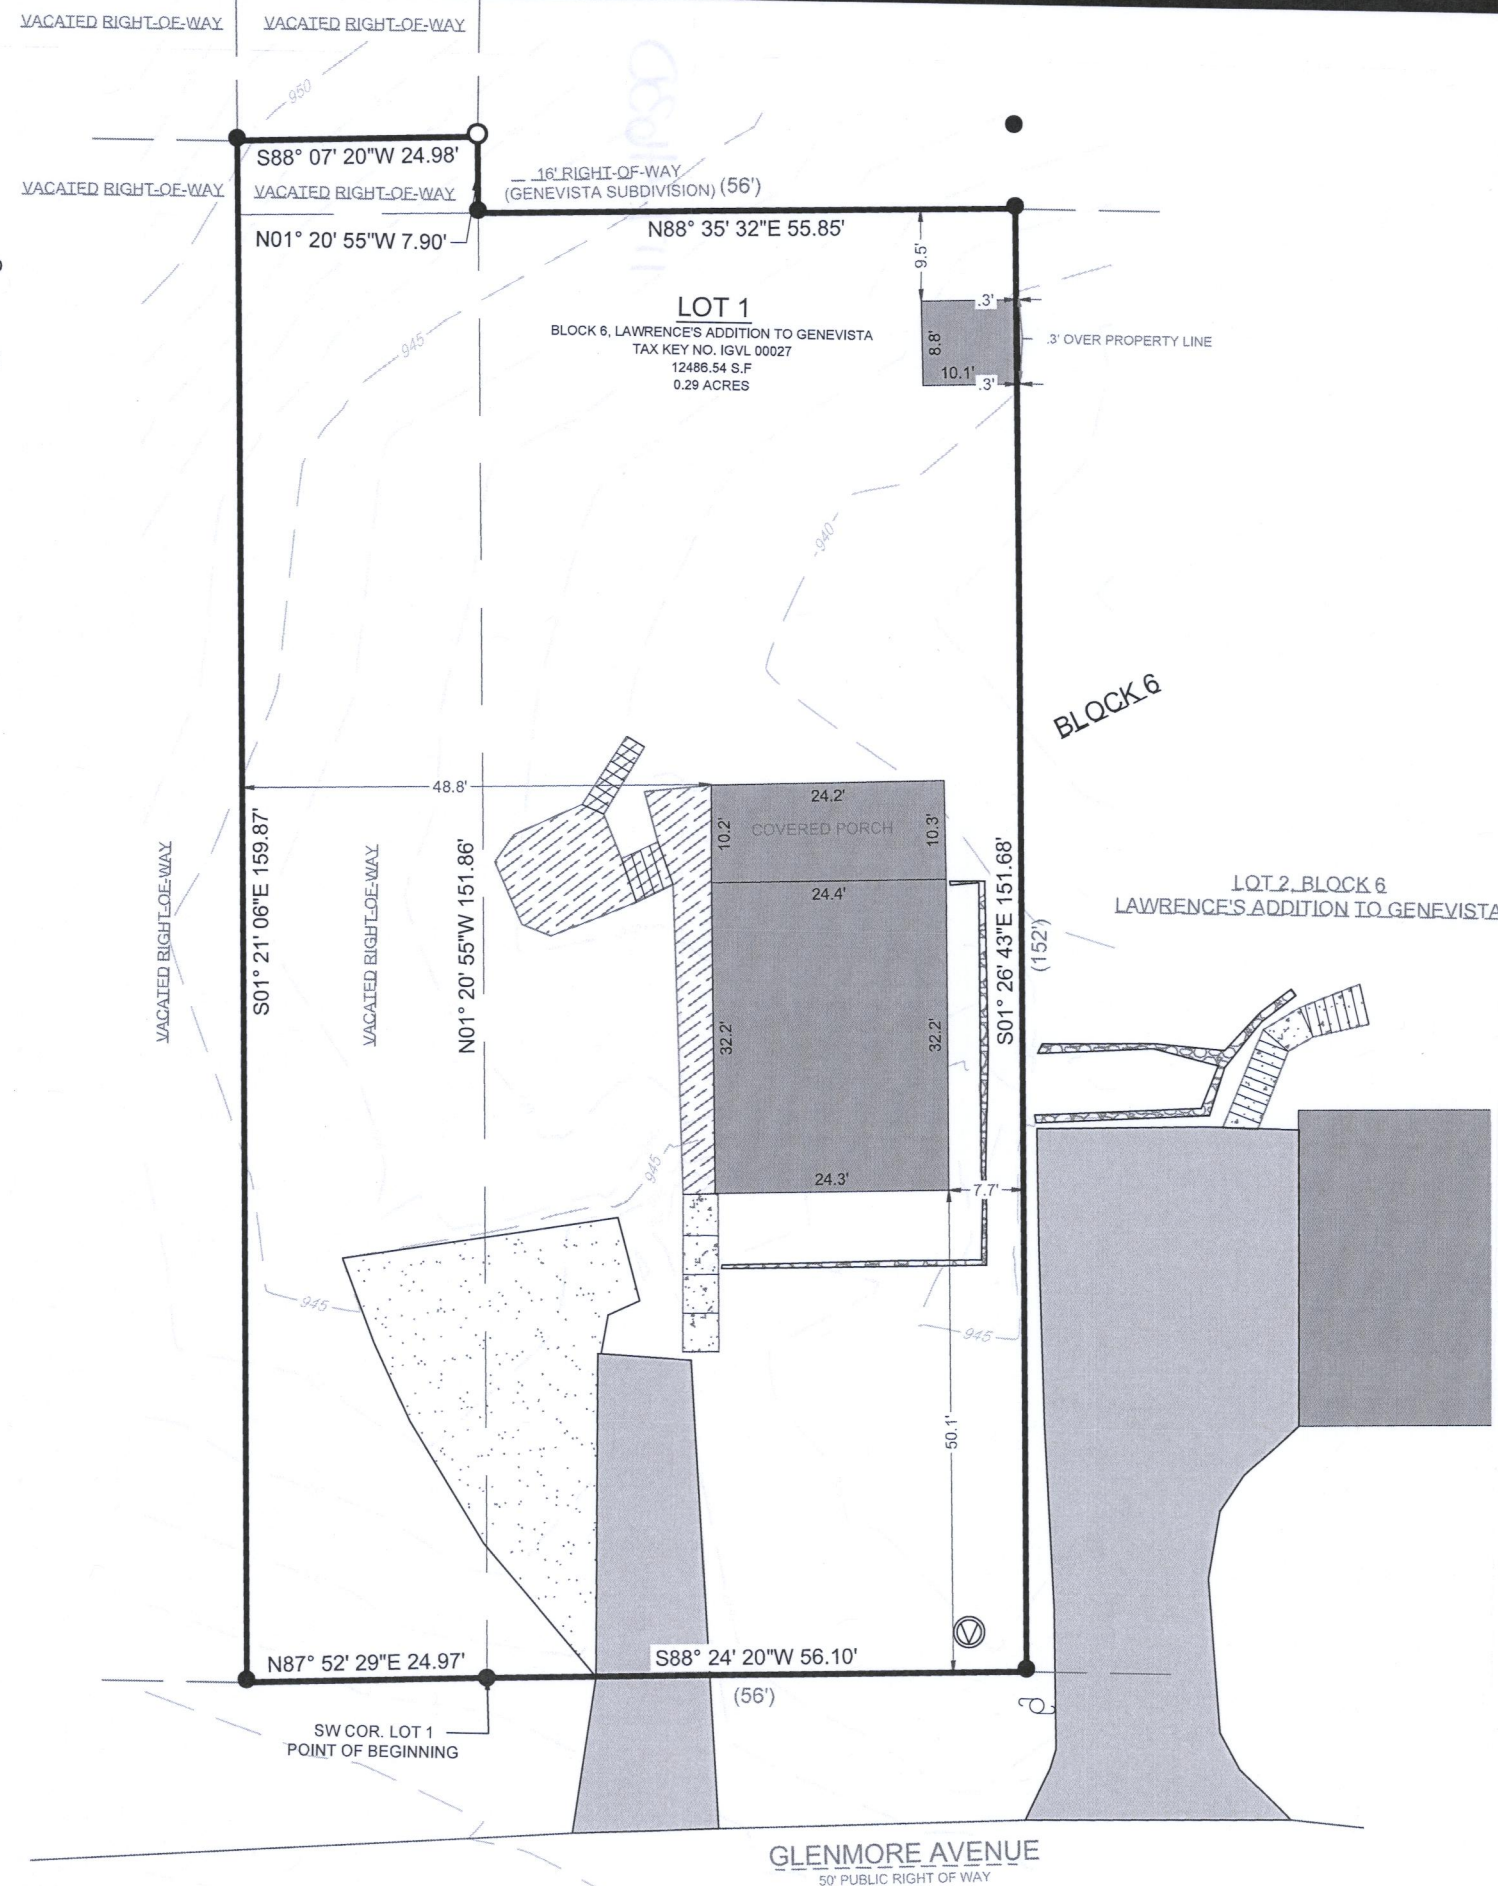 VACATED RIGHT-OF-WAY
VACATED RIGHT-OF-WAY
950
S88° 07' 20"W 24.98'
16' RIGHT-OF-WAY
(GENEVISTA SUBDIVISION) (56')
VACATED RIGHT-OF-WAY
VACATED RIGHT-OF-WAY
N01° 20' 55"W 7.90'
N88° 35' 32"E 55.85'
9.5'
LOT 1
BLOCK 6, LAWRENCE'S ADDITION TO GENEVISTA
TAX KEY NO. IGVL 00027
12486.54 S.F
0.29 ACRES
.3'
8.8'
10.1'
.3'
.3' OVER PROPERTY LINE
945
940
BLOCK 6
48.8'
24.2'
COVERED PORCH
10.2'
10.3'
24.4'
S01° 21' 06"E 159.87'
VACATED RIGHT-OF-WAY
VACATED RIGHT-OF-WAY
N01° 20' 55"W 151.86'
S01° 26' 43"E 151.68'
(152')
LOT 2, BLOCK 6
LAWRENCE'S ADDITION TO GENEVISTA
32.2'
32.2'
24.3'
7.7'
945
945
945
50.1'
V
N87° 52' 29"E 24.97'
S88° 24' 20"W 56.10'
(56')
SW COR. LOT 1
POINT OF BEGINNING
GLENMORE AVENUE
50' PUBLIC RIGHT OF WAY